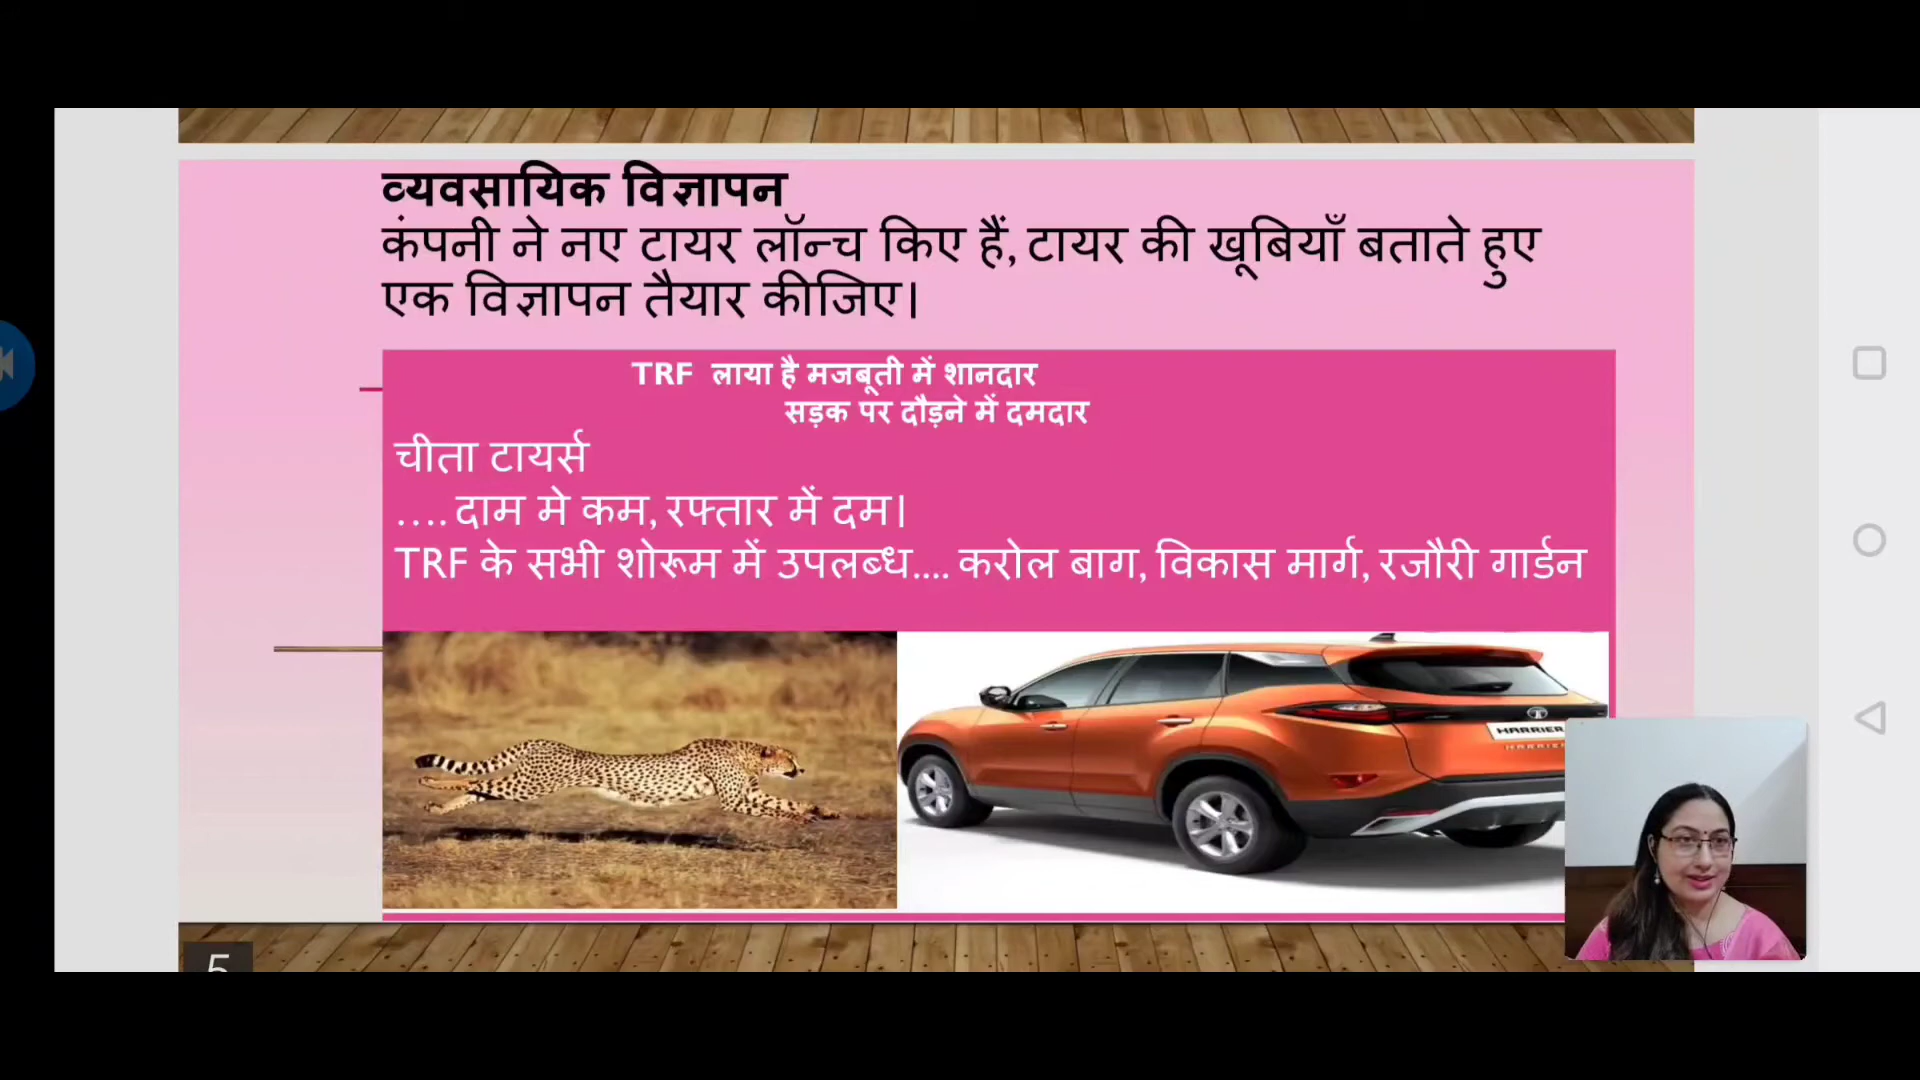 व्यवसायिक विज्ञापन
कंपनी ने नए टायर लॉन्च किए हैं, टायर की खूबियाँ बताते हुए
एक विज्ञापन तैयार कीजिए।
TRF लाया है मजबूती में शानदार
सड़क पर दौड़ने में दमदार
चीता टायर्स
.... दाम मे कम, रफ्तार में दम।
TRF के सभी शोरूम में उपलब्ध.... करोल बाग, विकास मार्ग, रजौरी गार्डन
HARRIER
HARRIER
5